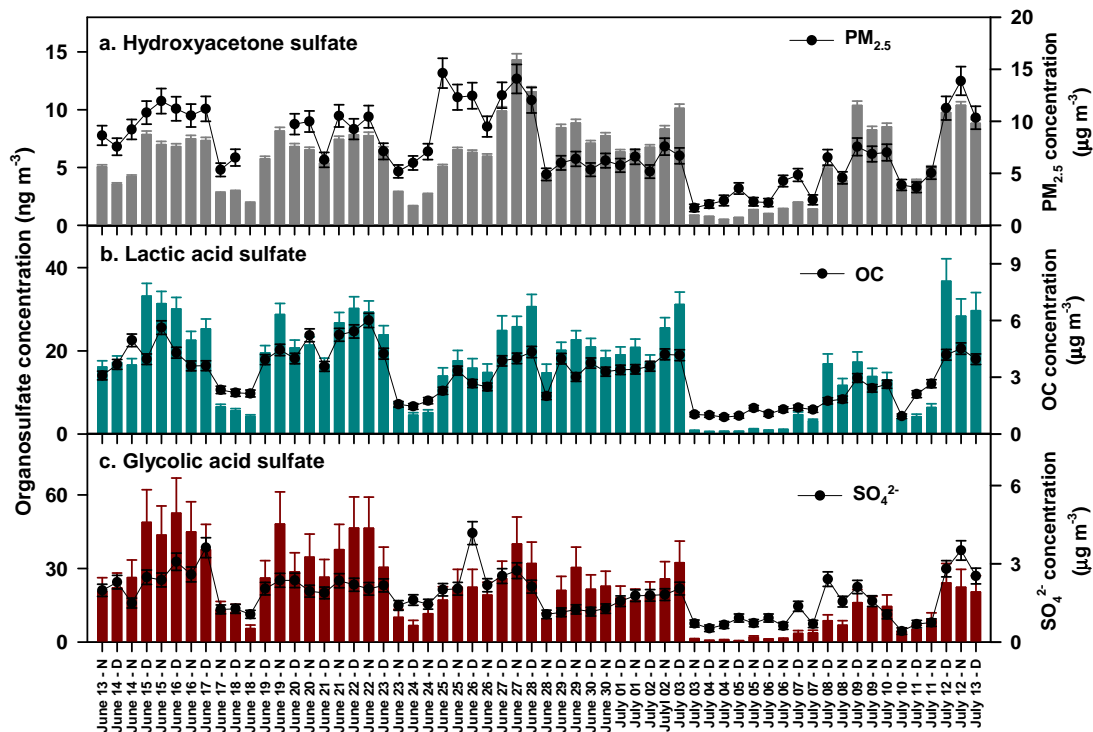 a. Hydroxyacetone sulfate
PM2.5
15
10
5
0
20
15
10
5
0
PM2.5 concentration
(µg m-3)
Organosulfate concentration (ng m-3)
b. Lactic acid sulfate
OC
40
20
0
9
6
3
0
OC concentration
(µg m-3)
c. Glycolic acid sulfate
SO4 2-
60
30
0
6
4
2
0
SO4 2- concentration
(µg m-3)
June 13 - N
June 14 - D
June 14 - N
June 15 - D
June 15 - N
June 16 - D
June 16 - N
June 17 - D
June 17 - N
June 18 - D
June 18 - N
June 19 - D
June 19 - N
June 20 - D
June 20 - N
June 21 - D
June 21 - N
June 22 - D
June 22 - N
June 23 - D
June 23 - N
June 24 - D
June 24 - N
June 25 - D
June 25 - N
June 26 - D
June 26 - N
June 27 - D
June 27 - N
June 28 - D
June 28 - N
June 29 - D
June 29 - N
June 30 - D
June 30 - N
July 01 - D
July 01 - N
July 02 - D
Julyl 02 - N
July 03 - D
July 03 - N
July 04 - D
July 04 - N
July 05 - D
July 05 - N
July 06 - D
July 06 - N
July 07 - D
July 07 - N
July 08 - D
July 08 - N
July 09 - D
July 09 - N
July 10 - D
July 10 - N
July 11 - D
July 11 - N
July 12 - D
July 12 - N
July 13 - D